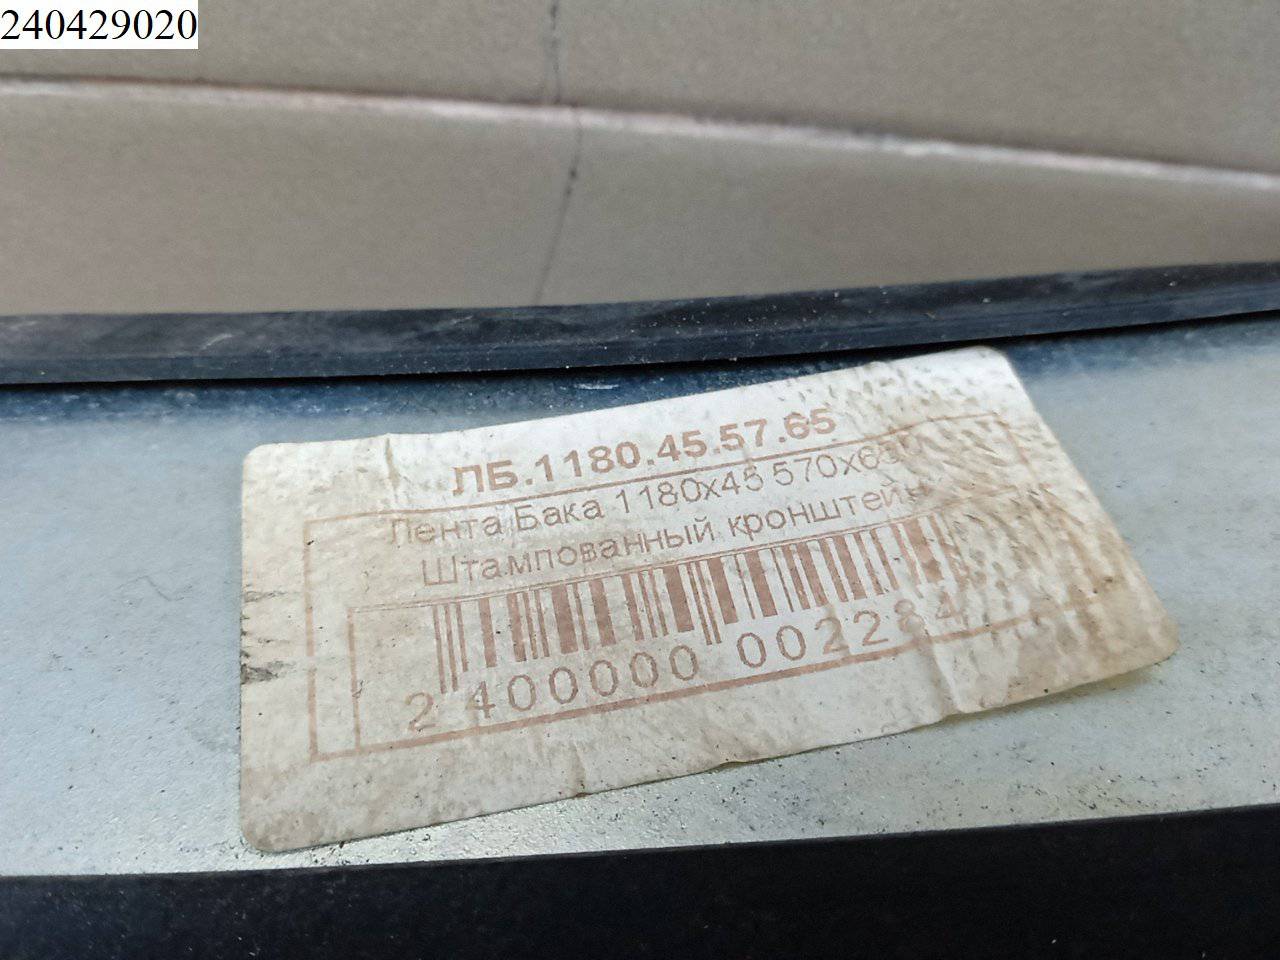 240429020
ЛБ.1180.45.57.65
Лента Бака 1180х45 570х650
Штампованный кронштейн
2 400000 002284